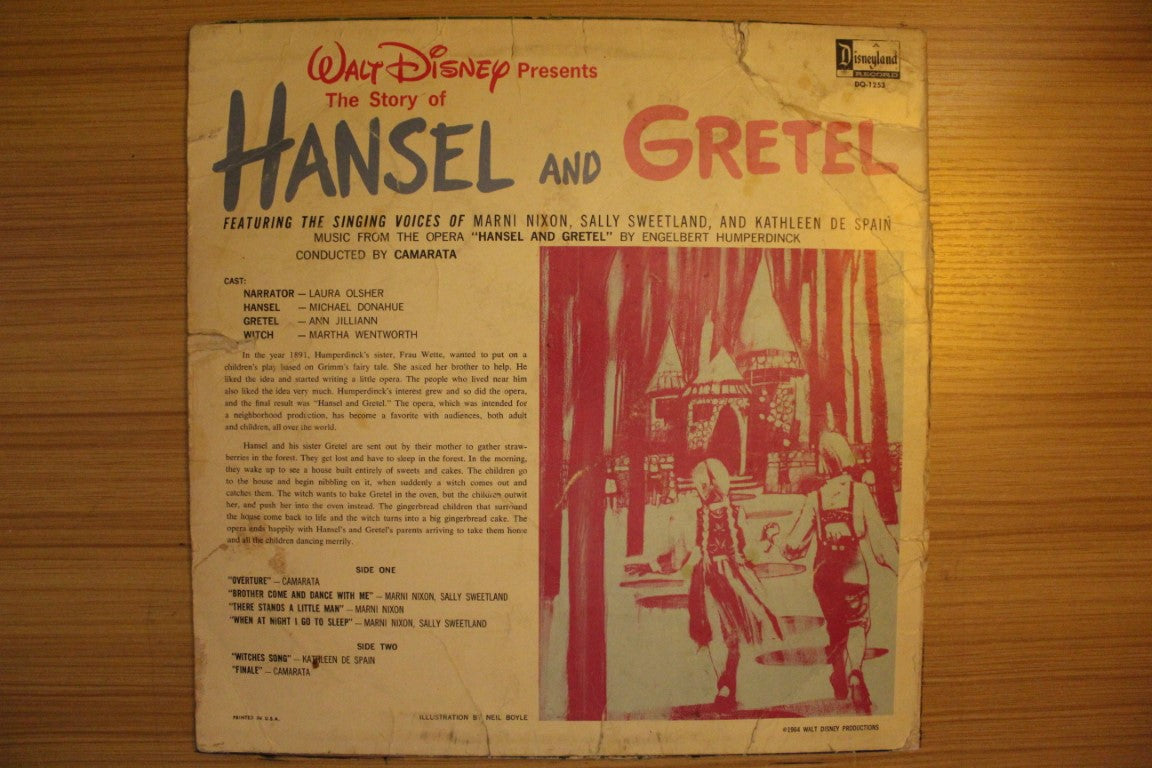 WALT DISNEY Presents
Disneyland
RECORD
DQ-1253
The Story of
HANSEL AND GRETEL
FEATURING THE SINGING VOICES OF MARNI NIXON, SALLY SWEETLAND, AND KATHLEEN DE SPAIN
MUSIC FROM THE OPERA "HANSEL AND GRETEL" BY ENGELBERT HUMPERDINCK
CONDUCTED BY CAMARATA
CAST:
NARRATOR — LAURA OLSHER
HANSEL — MICHAEL DONAHUE
GRETEL — ANN JILLIANN
WITCH — MARTHA WENTWORTH
In the year 1891, Humperdinck's sister, Frau Wette, wanted to put on a
children's play based on Grimm's fairy tale. She asked her brother to help. He
liked the idea and started writing a little opera. The people who lived near him
also liked the idea very much. Humperdinck's interest grew and so did the opera,
and the final result was "Hansel and Gretel." The opera, which was intended for
a neighborhood production, has become a favorite with audiences, both adult
and children, all over the world.
Hansel and his sister Gretel are sent out by their mother to gather straw-
berries in the forest. They get lost and have to sleep in the forest. In the morning,
they wake up to see a house built entirely of sweets and cakes. The children go
to the house and begin nibbling on it, when suddenly a witch comes out and
catches them. The witch wants to bake Gretel in the oven, but the children outwit
her, and push her into the oven instead. The gingerbread children that surround
the house come back to life and the witch turns into a big gingerbread cake. The
opera ends happily with Hansel's and Gretel's parents arriving to take them home
and all the children dancing merrily.
SIDE ONE
"OVERTURE" — CAMARATA
"BROTHER COME AND DANCE WITH ME" — MARNI NIXON, SALLY SWEETLAND
"THERE STANDS A LITTLE MAN" — MARNI NIXON
"WHEN AT NIGHT I GO TO SLEEP" — MARNI NIXON, SALLY SWEETLAND
SIDE TWO
"WITCHES SONG" — KATHLEEN DE SPAIN
"FINALE" — CAMARATA
PRINTED IN U.S.A.
ILLUSTRATION BY NEIL BOYLE
©1964 WALT DISNEY PRODUCTIONS